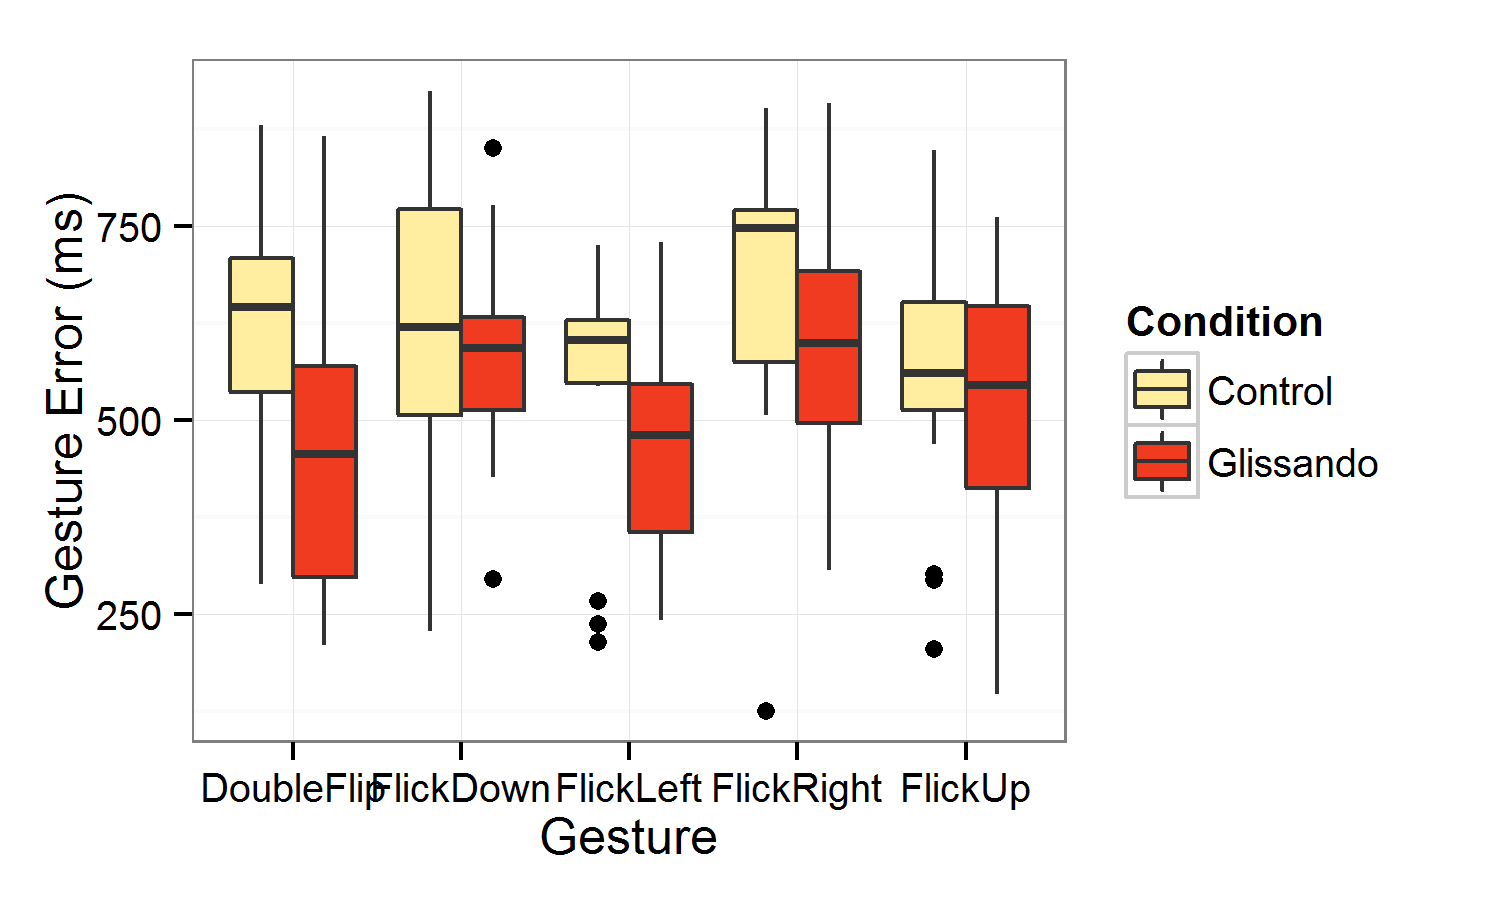 Gesture Error (ms)
750
500
250
DoubleFlip FlickDown FlickLeft FlickRight FlickUp
Gesture
Condition
Control
Glissando